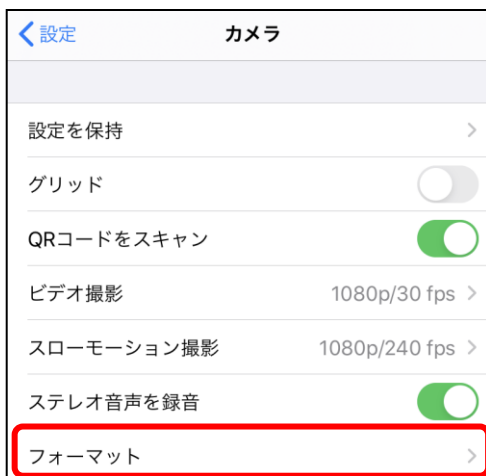 設定 カメラ
設定を保持
グリッド
QRコードをスキャン
ビデオ撮影 1080p/30 fps
スローモーション撮影 1080p/240 fps
ステレオ音声を録音
フォーマット